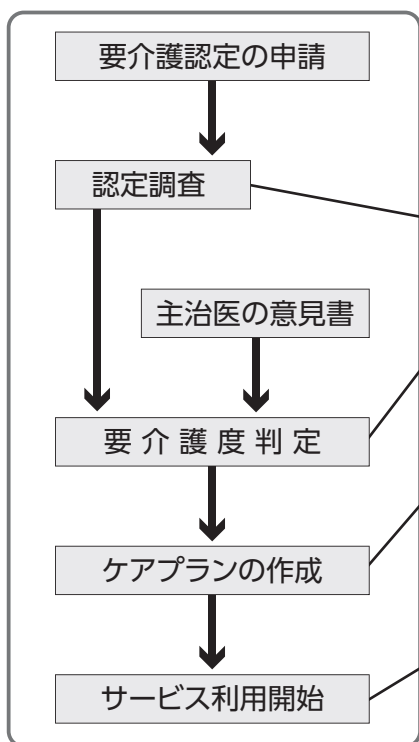 要介護認定の申請
認定調査
主治医の意見書
要介護度判定
ケアプランの作成
サービス利用開始